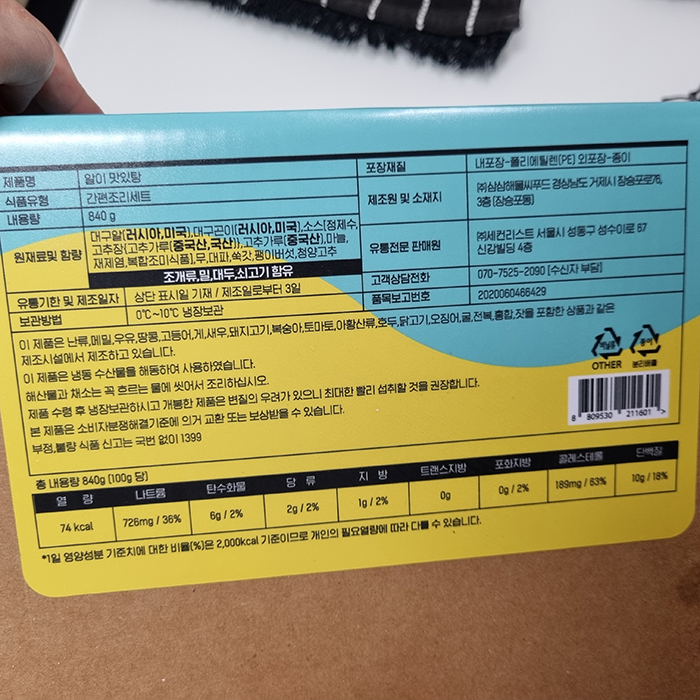 제품명 알이 맛있탕
식품유형 간편조리세트
내용량 840 g
원재료및 함량 대구알(러시아,미국),대구곤이(러시아,미국),소스[정제수,
고추장{고추가루(중국산,국산)},고추가루(중국산),마늘,
재제염,복합조미식품],무,대파,쑥갓,팽이버섯,청양고추
조개류,밀,대두,쇠고기 함유
유통기한 및 제조일자 상단 표시일 기재 / 제조일로부터 3일
보관방법 0℃~10℃ 냉장보관
포장재질 내포장-폴리에틸렌(PE) 외포장-종이
제조원 및 소재지 ㈜삼삼해물씨푸드 경상남도 거제시 장승포로76,
3층 (장승포동)
유통전문 판매원 ㈜세컨리스트 서울시 성동구 성수이로 67
신강빌딩 4층
고객상담전화 070-7525-2090 [수신자 부담]
품목보고번호 2020060466429
이 제품은 난류,메밀,우유,땅콩,고등어,게,새우,돼지고기,복숭아,토마토,아황산류,호두,닭고기,오징어,굴,전복,홍합,잣을 포함한 상품과 같은
제조시설에서 제조하고 있습니다.
이 제품은 냉동 수산물을 해동하여 사용하였습니다.
해산물과 채소는 꼭 흐르는 물에 씻어서 조리하십시오.
제품 수령 후 냉장보관하시고 개봉한 제품은 변질의 우려가 있으니 최대한 빨리 섭취할 것을 권장합니다.
본 제품은 소비자분쟁해결기준에 의거 교환 또는 보상받을 수 있습니다.
부정,불량 식품 신고는 국번 없이 1399
비닐류 종이
OTHER 분리배출
8 809530 211601 >
총 내용량 840g (100g 당)
열 량 나트륨 탄수화물 당 류 지 방 트랜스지방 포화지방 콜레스테롤 단백질
74 kcal 726mg / 36% 6g / 2% 2g / 2% 1g / 2% 0g 0g / 2% 189mg / 63% 10g / 18%
*1일 영양성분 기준치에 대한 비율(%)은 2,000kcal 기준이므로 개인의 필요열량에 따라 다를 수 있습니다.